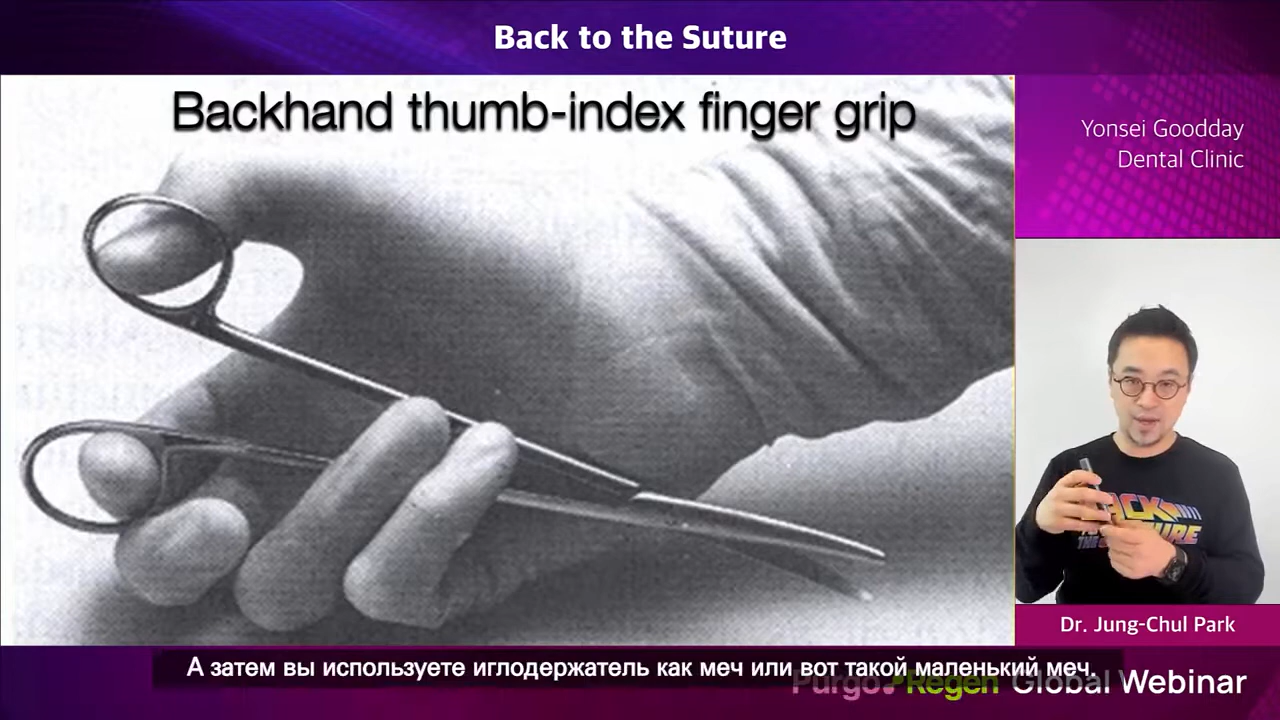 Back to the Suture
Backhand thumb-index finger grip
Yonsei Goodday
Dental Clinic
Dr. Jung-Chul Park
А затем вы используете иглодержатель как меч или вот такой маленький меч.
Purgo Regen Global Webinar